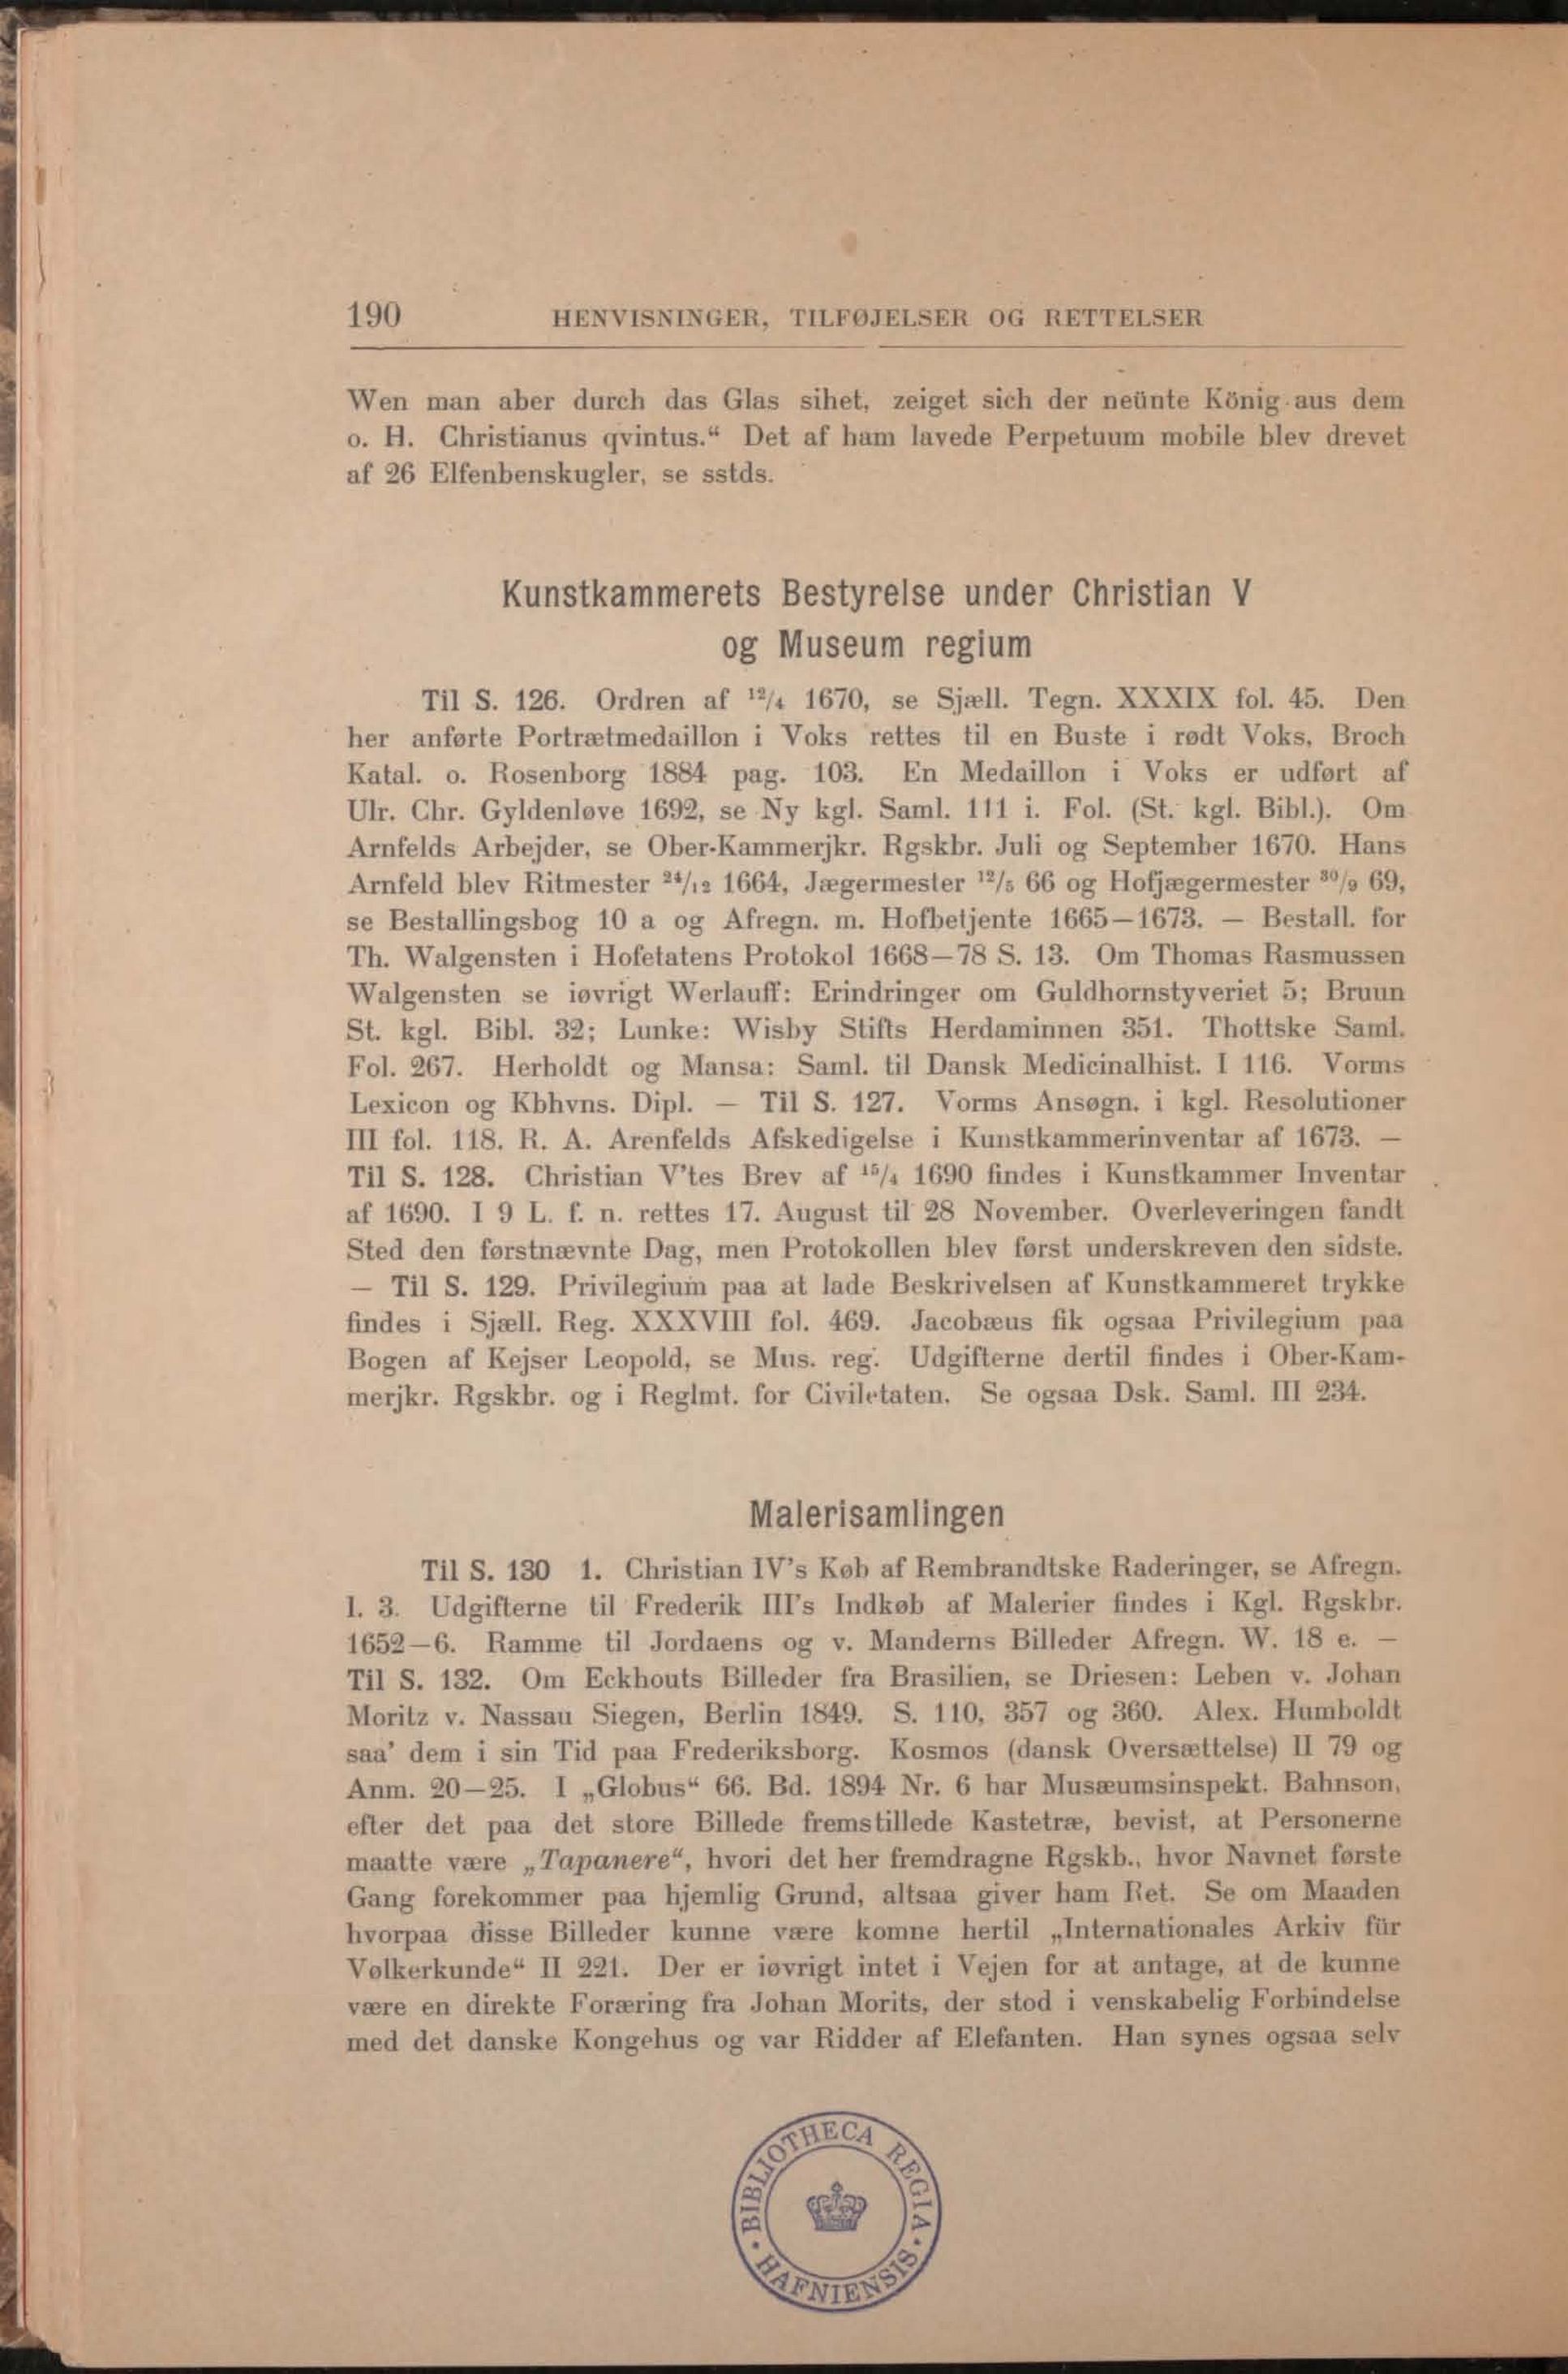 190 HENVISNINGER, TILFØJELSER OG RETTELSER
Wen man aber durch das Glas sihet, zeiget sich der neünte König aus dem
o. H. Christianus qvintus.“ Det af ham lavede Perpetuum mobile blev drevet
af 26 Elfenbenskugler, se sstds.
Kunstkammerets Bestyrelse under Christian V
og Museum regium
Til S. 126. Ordren af 12/4 1670, se Sjæll. Tegn. XXXIX fol. 45. Den
her anførte Portrætmedaillon i Voks rettes til en Buste i rødt Voks, Broch
Katal. o. Rosenborg 1884 pag. 103. En Medaillon i Voks er udført af
Ulr. Chr. Gyldenløve 1692, se Ny kgl. Saml. 111 i. Fol. (St. kgl. Bibl.). Om
Arnfelds Arbejder, se Ober-Kammerjkr. Rgskbr. Juli og September 1670. Hans
Arnfeld blev Ritmester 24/12 1664, Jægermester 12/5 66 og Hofjægermester 30/9 69,
se Bestallingsbog 10 a og Afregn. m. Hofbetjente 1665—1673. — Bestall. for
Th. Walgensten i Hofetatens Protokol 1668—78 S. 13. Om Thomas Rasmussen
Walgensten se iøvrigt Werlauff: Erindringer om Guldhornstyveriet 5; Bruun
St. kgl. Bibl. 32; Lunke: Wisby Stifts Herdaminnen 351. Thottske Saml.
Fol. 267. Herholdt og Mansa: Saml. til Dansk Medicinalhist. I 116. Vorms
Lexicon og Kbhvns. Dipl. — Til S. 127. Vorms Ansøgn. i kgl. Resolutioner
III fol. 118. R. A. Arenfelds Afskedigelse i Kunstkammerinventar af 1673. —
Til S. 128. Christian V'tes Brev af 15/4 1690 findes i Kunstkammer Inventar
af 1690. I 9 L. f. n. rettes 17. August til 28 November. Overleveringen fandt
Sted den førstnævnte Dag, men Protokollen blev først underskreven den sidste.
— Til S. 129. Privilegium paa at lade Beskrivelsen af Kunstkammeret trykke
findes i Sjæll. Reg. XXXVIII fol. 469. Jacobæus fik ogsaa Privilegium paa
Bogen af Kejser Leopold, se Mus. reg. Udgifterne dertil findes i Ober-Kam-
merjkr. Rgskbr. og i Reglmt. for Civiletaten. Se ogsaa Dsk. Saml. III 234.
Malerisamlingen
Til S. 130 1. Christian IV's Køb af Rembrandtske Raderinger, se Afregn.
I. 3. Udgifterne til Frederik III's Indkøb af Malerier findes i Kgl. Rgskbr.
1652—6. Ramme til Jordaens og v. Manderns Billeder Afregn. W. 18 e. —
Til S. 132. Om Eckhouts Billeder fra Brasilien, se Driesen: Leben v. Johan
Moritz v. Nassau Siegen, Berlin 1849. S. 110, 357 og 360. Alex. Humboldt
saa' dem i sin Tid paa Frederiksborg. Kosmos (dansk Oversættelse) II 79 og
Anm. 20—25. I „Globus“ 66. Bd. 1894 Nr. 6 har Musæumsinspekt. Bahnson,
efter det paa det store Billede fremstillede Kastetræ, bevist, at Personerne
maatte være „Tapanere“, hvori det her fremdragne Rgskb., hvor Navnet første
Gang forekommer paa hjemlig Grund, altsaa giver ham Ret. Se om Maaden
hvorpaa disse Billeder kunne være komne hertil „Internationales Arkiv für
Vølkerkunde“ II 221. Der er iøvrigt intet i Vejen for at antage, at de kunne
være en direkte Foræring fra Johan Morits, der stod i venskabelig Forbindelse
med det danske Kongehus og var Ridder af Elefanten. Han synes ogsaa selv
BIBLIOTHECA REGIA HAFNIENSIS